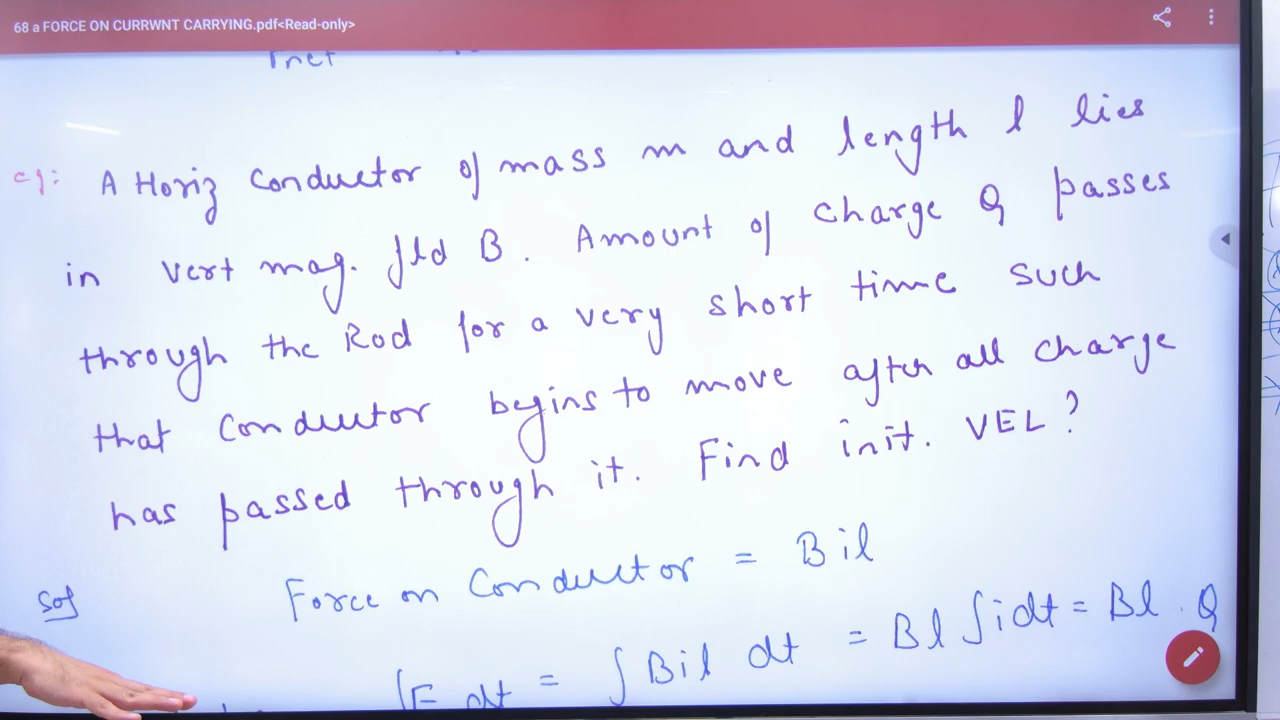 68 a FORCE ON CURRWNT CARRYING.pdf<Read-only>
eg: A Horiz Conductor of mass m and length l lies
in vert mag. fld B. Amount of charge Q passes
through the Rod for a very short time such
that Conductor begins to move after all charge
has passed through it. Find init. VEL?
Sol Force on Conductor = Bil
∫F dt = ∫Bil dt = Bl ∫idt = Bl . Q